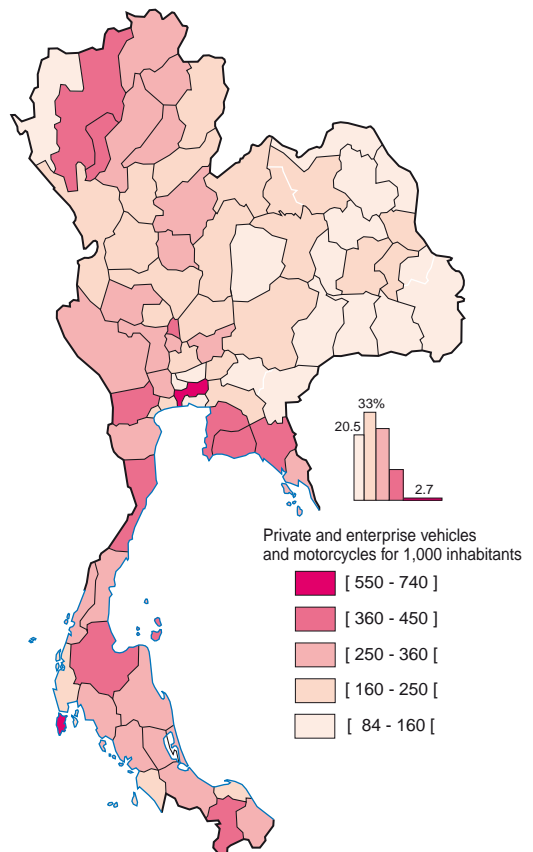 33%
20.5
2.7
Private and enterprise vehicles
and motorcycles for 1,000 inhabitants
[ 550 - 740 ]
[ 360 - 450 ]
[ 250 - 360 [
[ 160 - 250 [
[ 84 - 160 [